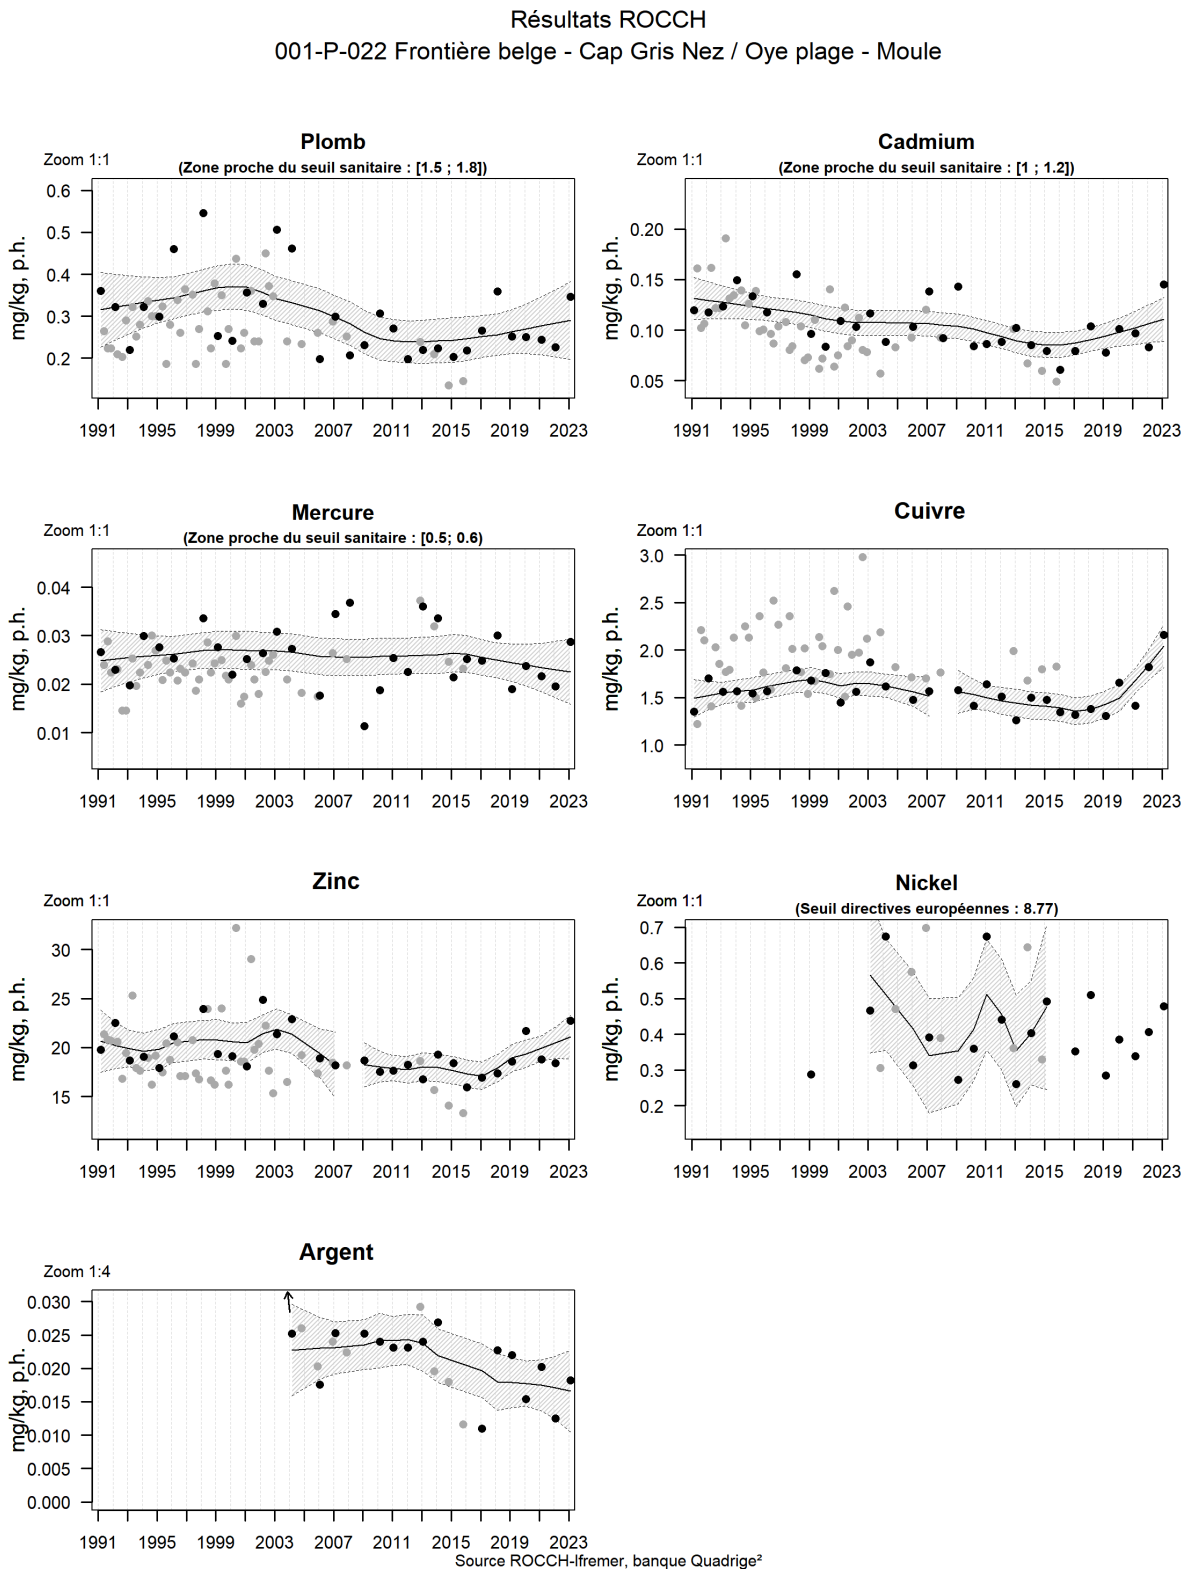 Résultats ROCCH
001-P-022 Frontière belge - Cap Gris Nez / Oye plage - Moule
Plomb
Zoom 1:1
(Zone proche du seuil sanitaire : [1.5 ; 1.8])
mg/kg, p.h.
0.6
0.5
0.4
0.3
0.2
1991 1995 1999 2003 2007 2011 2015 2019 2023
Cadmium
Zoom 1:1
(Zone proche du seuil sanitaire : [1 ; 1.2])
mg/kg, p.h.
0.20
0.15
0.10
0.05
1991 1995 1999 2003 2007 2011 2015 2019 2023
Mercure
Zoom 1:1
(Zone proche du seuil sanitaire : [0.5; 0.6)
mg/kg, p.h.
0.04
0.03
0.02
0.01
1991 1995 1999 2003 2007 2011 2015 2019 2023
Cuivre
Zoom 1:1
mg/kg, p.h.
3.0
2.5
2.0
1.5
1.0
1991 1995 1999 2003 2007 2011 2015 2019 2023
Zinc
Zoom 1:1
mg/kg, p.h.
30
25
20
15
1991 1995 1999 2003 2007 2011 2015 2019 2023
Nickel
Zoom 1:1
(Seuil directives européennes : 8.77)
mg/kg, p.h.
0.7
0.6
0.5
0.4
0.3
0.2
1991 1995 1999 2003 2007 2011 2015 2019 2023
Argent
Zoom 1:4
mg/kg, p.h.
0.030
0.025
0.020
0.015
0.010
0.005
0.000
1991 1995 1999 2003 2007 2011 2015 2019 2023
Source ROCCH-Ifremer, banque Quadrige²